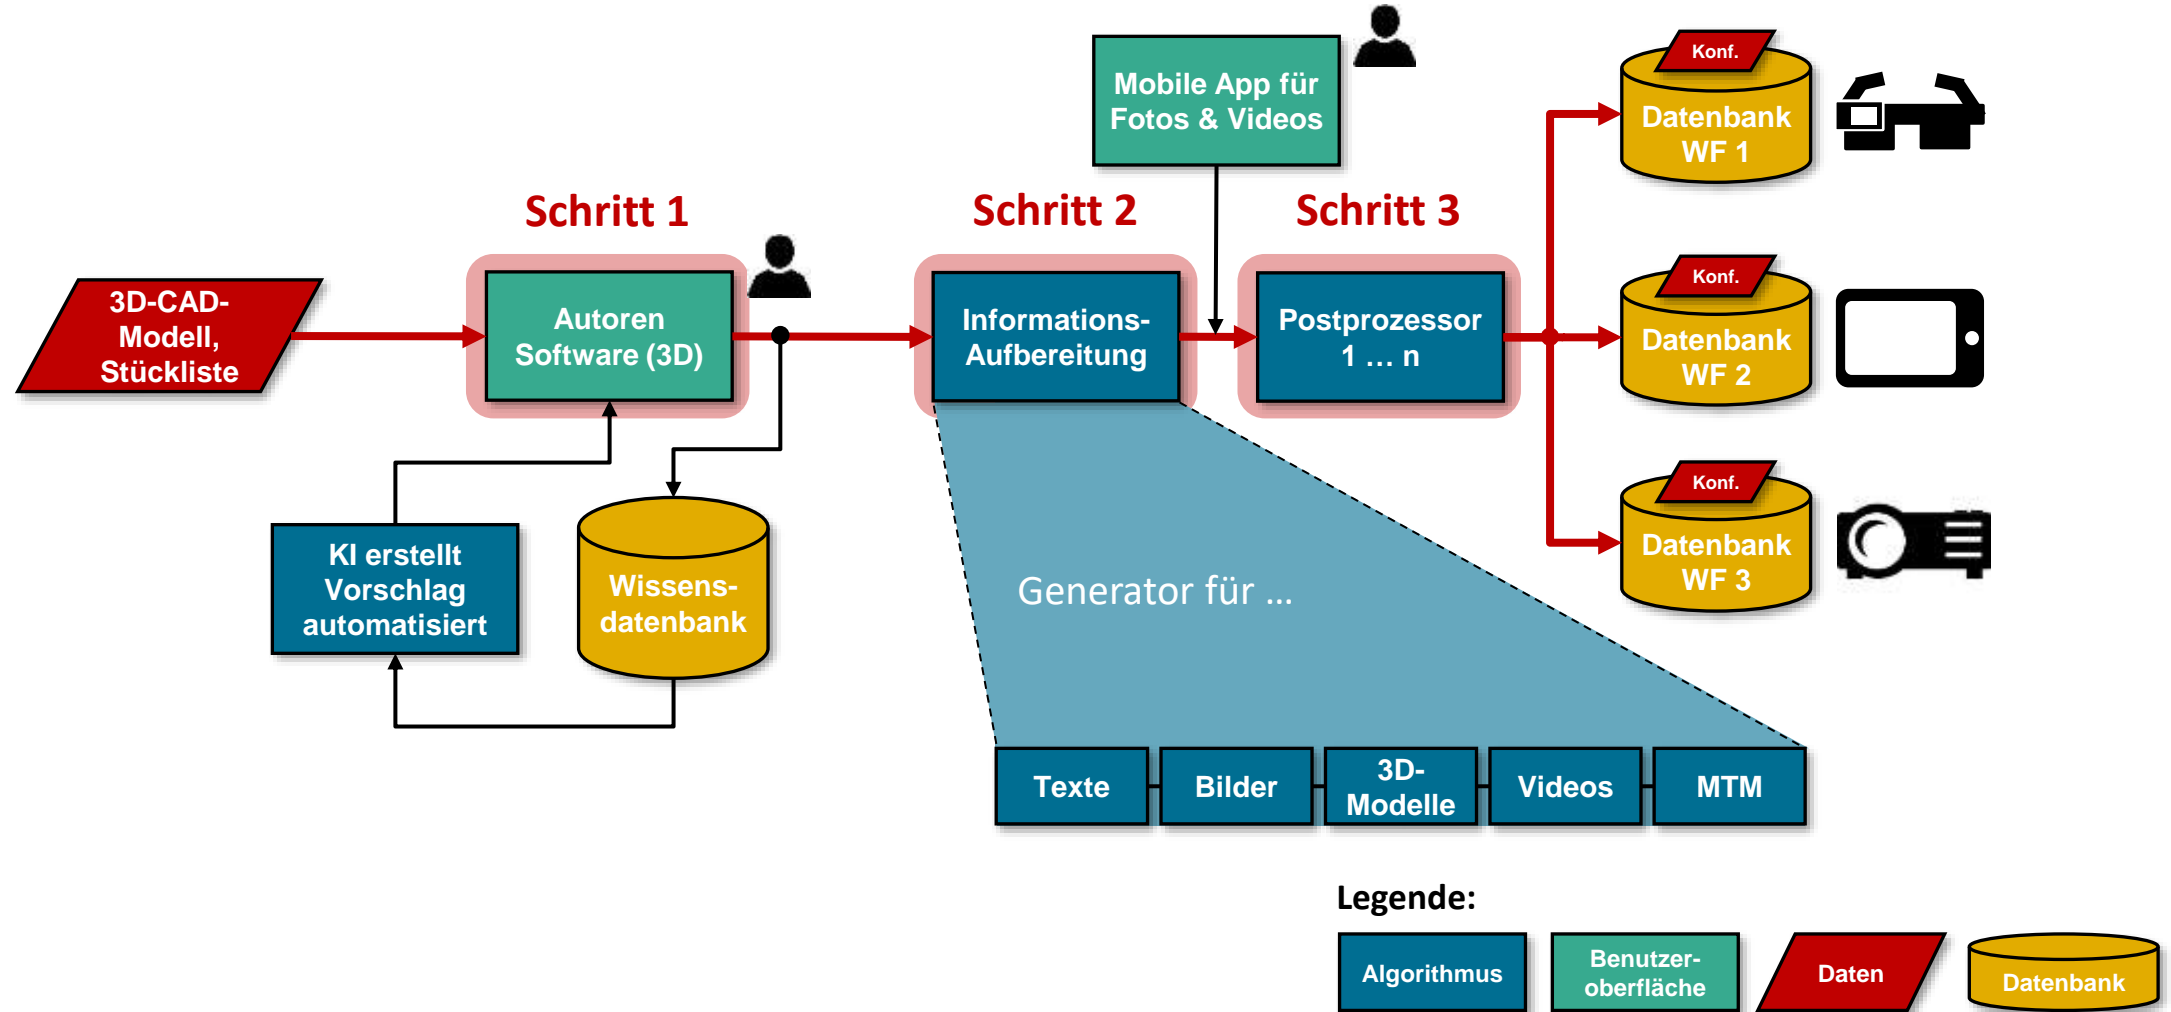 Mobile App für
Fotos & Videos
Konf.
Datenbank
WF 1
Schritt 1
Schritt 2
Schritt 3
3D-CAD-
Modell,
Stückliste
Autoren
Software (3D)
Informations-
Aufbereitung
Postprozessor
1 … n
Konf.
Datenbank
WF 2
KI erstellt
Vorschlag
automatisiert
Wissens-
datenbank
Generator für …
Konf.
Datenbank
WF 3
Texte
Bilder
3D-
Modelle
Videos
MTM
Legende:
Algorithmus
Benutzer-
oberfläche
Daten
Datenbank